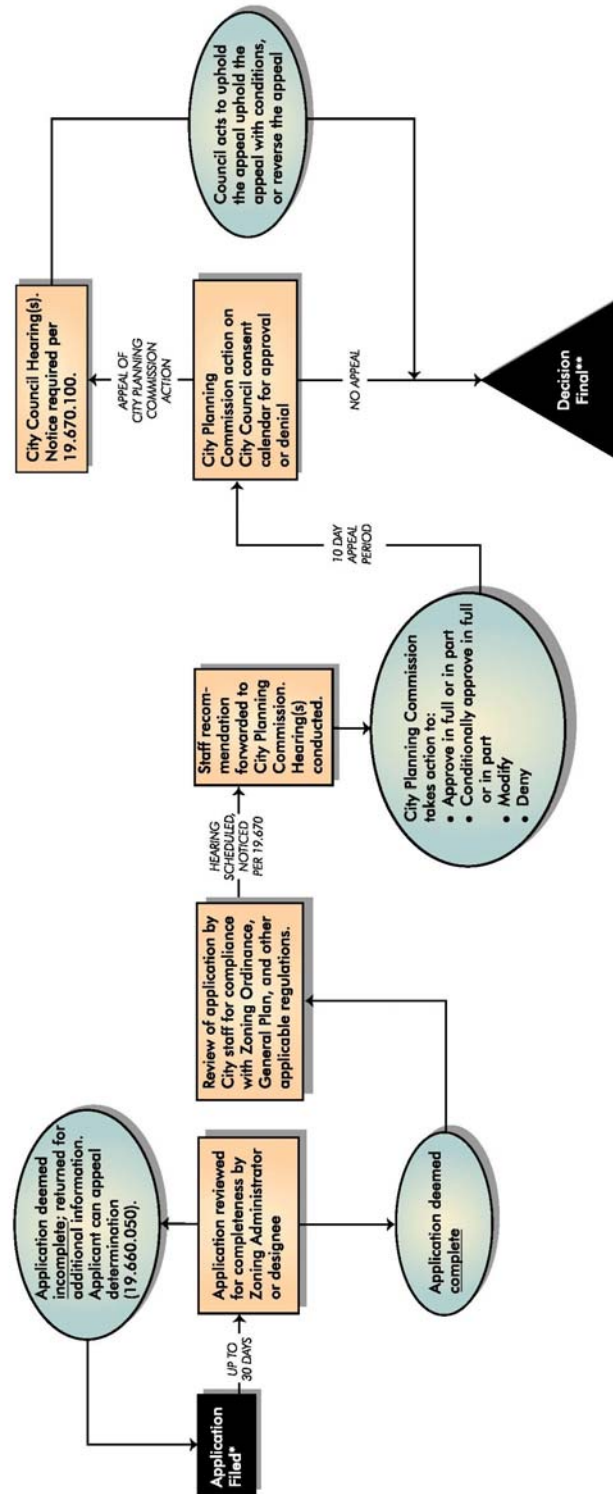 Application
Filed*
UP TO
30 DAYS
Application deemed
incomplete; returned for
additional information.
Applicant can appeal
determination
(19.660.050).
Application reviewed
for completeness by
Zoning Administrator
or designee
Application deemed
complete
Review of application by
City staff for compliance
with Zoning Ordinance,
General Plan, and other
applicable regulations.
HEARING
SCHEDULED,
NOTICED
PER 19.670
Staff recom-
mendation
forwarded to
City Planning
Commission.
Hearing(s)
conducted.
City Planning Commission
takes action to:
• Approve in full or in part
• Conditionally approve in full
or in part
• Modify
• Deny
10 DAY
APPEAL
PERIOD
City Planning
Commission action on
City Council consent
calendar for approval
or denial
APPEAL OF
CITY PLANNING
COMMISSION
ACTION
City Council Hearing(s).
Notice required per
19.670.100.
Council acts to uphold
the appeal uphold the
appeal with conditions,
or reverse the appeal
NO APPEAL
Decision
Final**